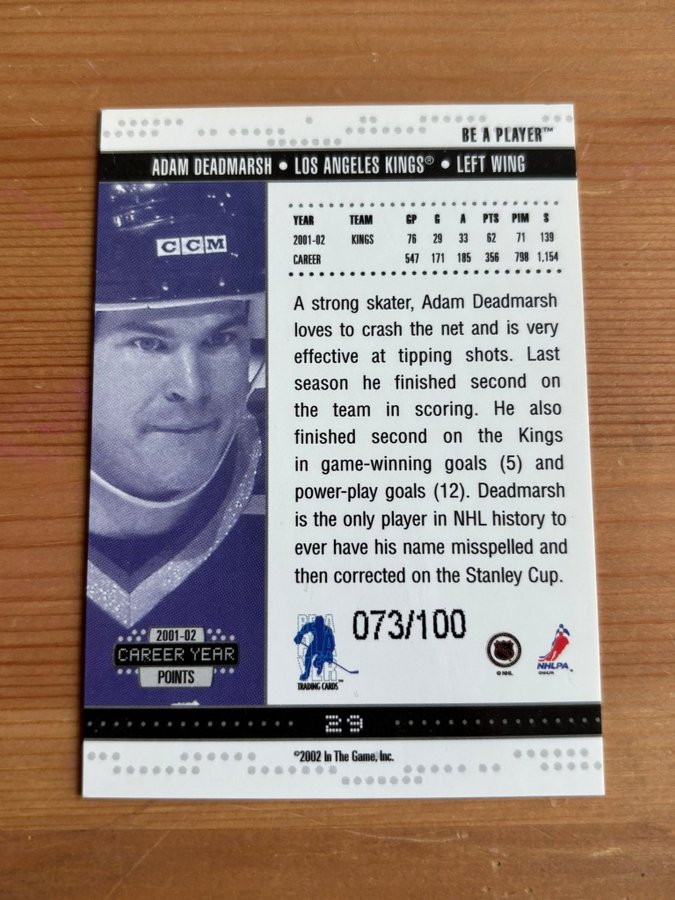 BE A PLAYER™
ADAM DEADMARSH • LOS ANGELES KINGS® • LEFT WING
CCM
YEAR TEAM GP G A PTS PIM S
2001-02 KINGS 76 29 33 62 71 139
CAREER 547 171 185 356 798 1,154
A strong skater, Adam Deadmarsh
loves to crash the net and is very
effective at tipping shots. Last
season he finished second on
the team in scoring. He also
finished second on the Kings
in game-winning goals (5) and
power-play goals (12). Deadmarsh
is the only player in NHL history to
ever have his name misspelled and
then corrected on the Stanley Cup.
2001-02
CAREER YEAR
POINTS
BE A
PLAYER
TRADING CARDS
073/100
© NHL
NHLPA
29
©2002 In The Game, Inc.